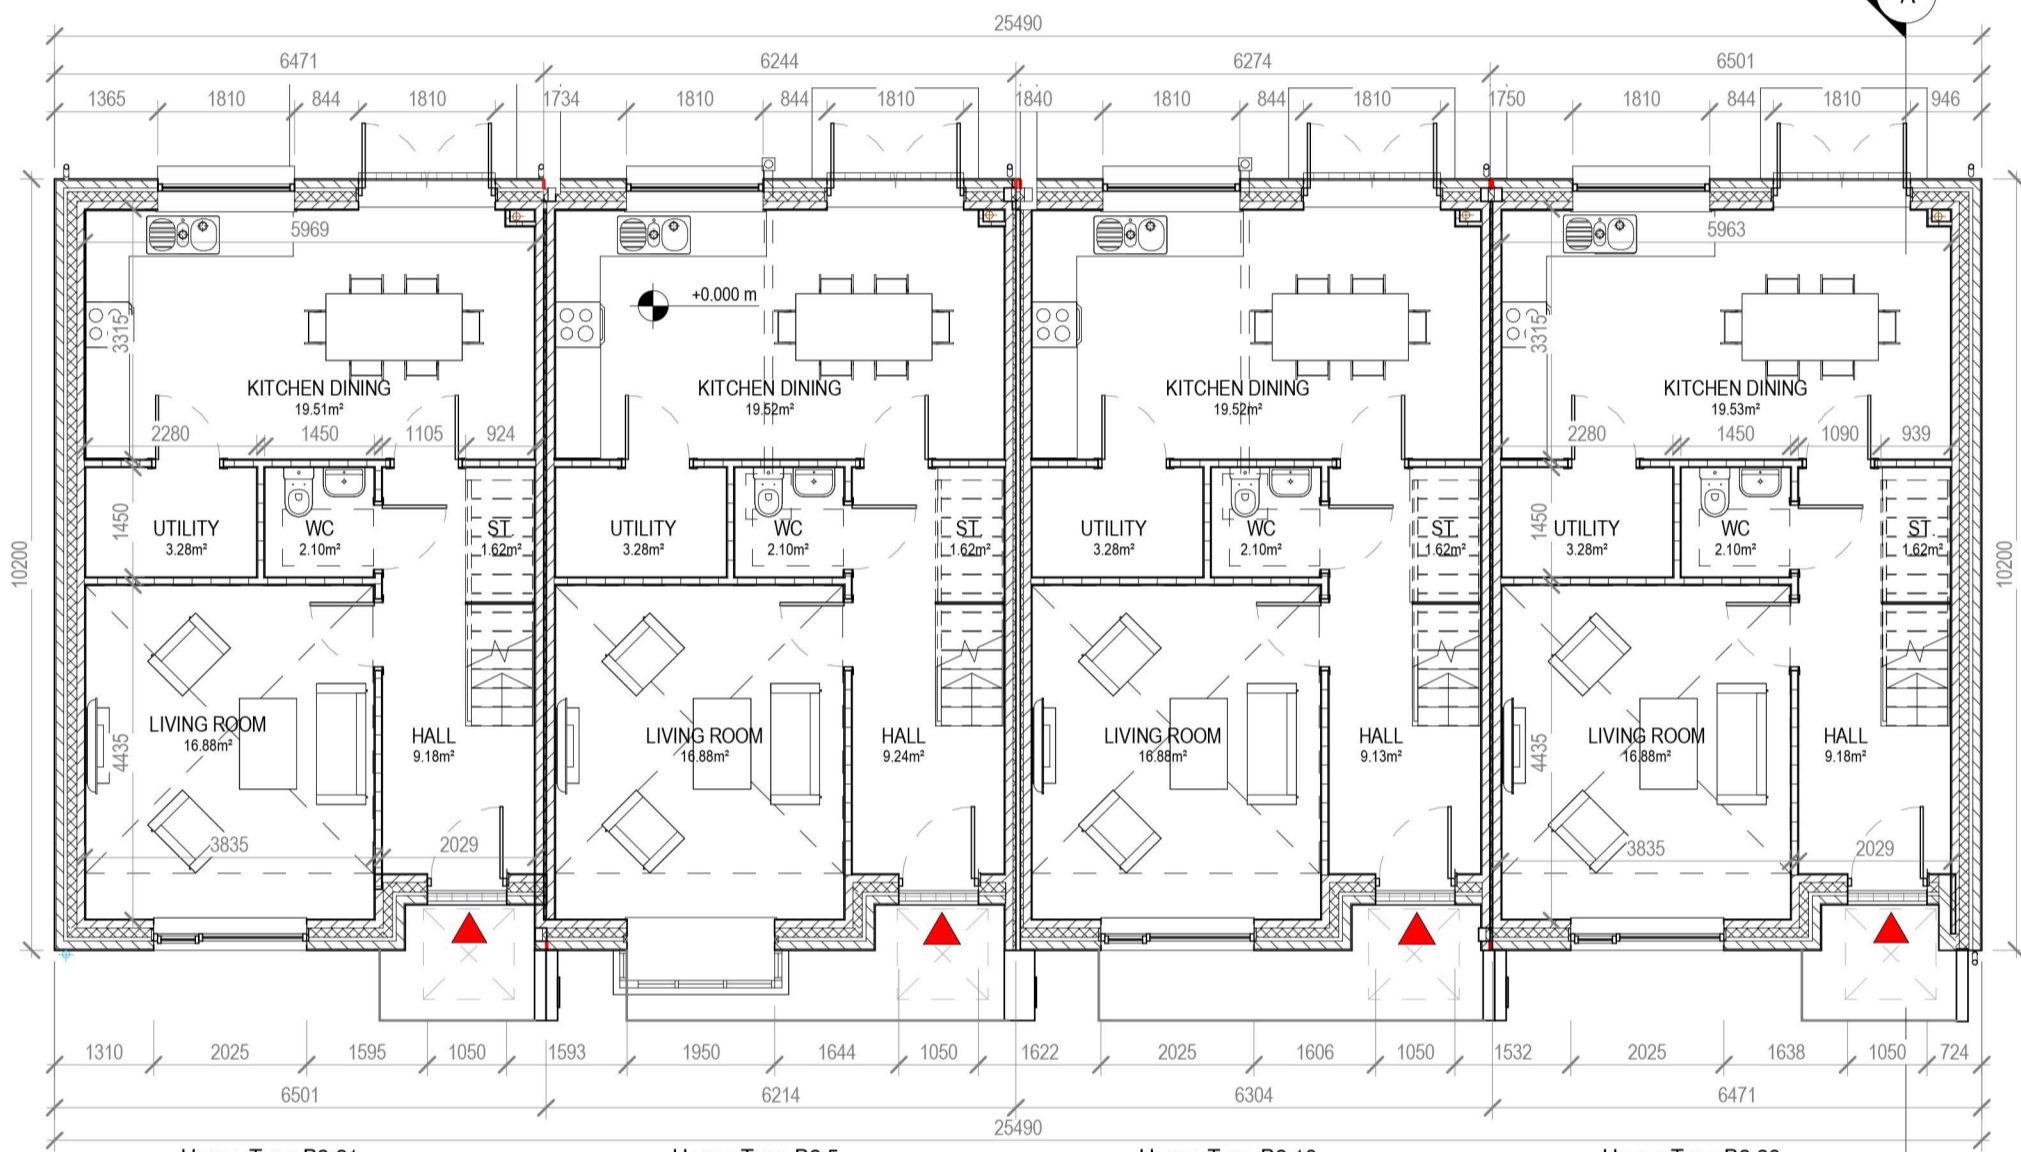 A
25490
6471 6244 6274 6501
1365 1810 844 1810 1734 1810 844 1810 1840 1810 844 1810 1750 1810 844 1810 946
5969 5963
+0.000 m
3315 3315
KITCHEN DINING KITCHEN DINING KITCHEN DINING KITCHEN DINING
19.51m² 19.52m² 19.52m² 19.53m²
2280 1450 1105 924 2280 1450 1090 939
1450 1450
UTILITY WC ST. UTILITY WC ST. UTILITY WC ST. UTILITY WC ST.
3.28m² 2.10m² 1.62m² 3.28m² 2.10m² 1.62m² 3.28m² 2.10m² 1.62m² 3.28m² 2.10m² 1.62m²
10200 10200
LIVING ROOM HALL LIVING ROOM HALL LIVING ROOM HALL LIVING ROOM HALL
16.88m² 9.18m² 16.88m² 9.24m² 16.88m² 9.13m² 16.88m² 9.18m²
4435 4435
3835 2029 3835 2029
1310 2025 1595 1050 1593 1950 1644 1050 1622 2025 1606 1050 1532 2025 1638 1050 724
6501 6214 6304 6471
25490